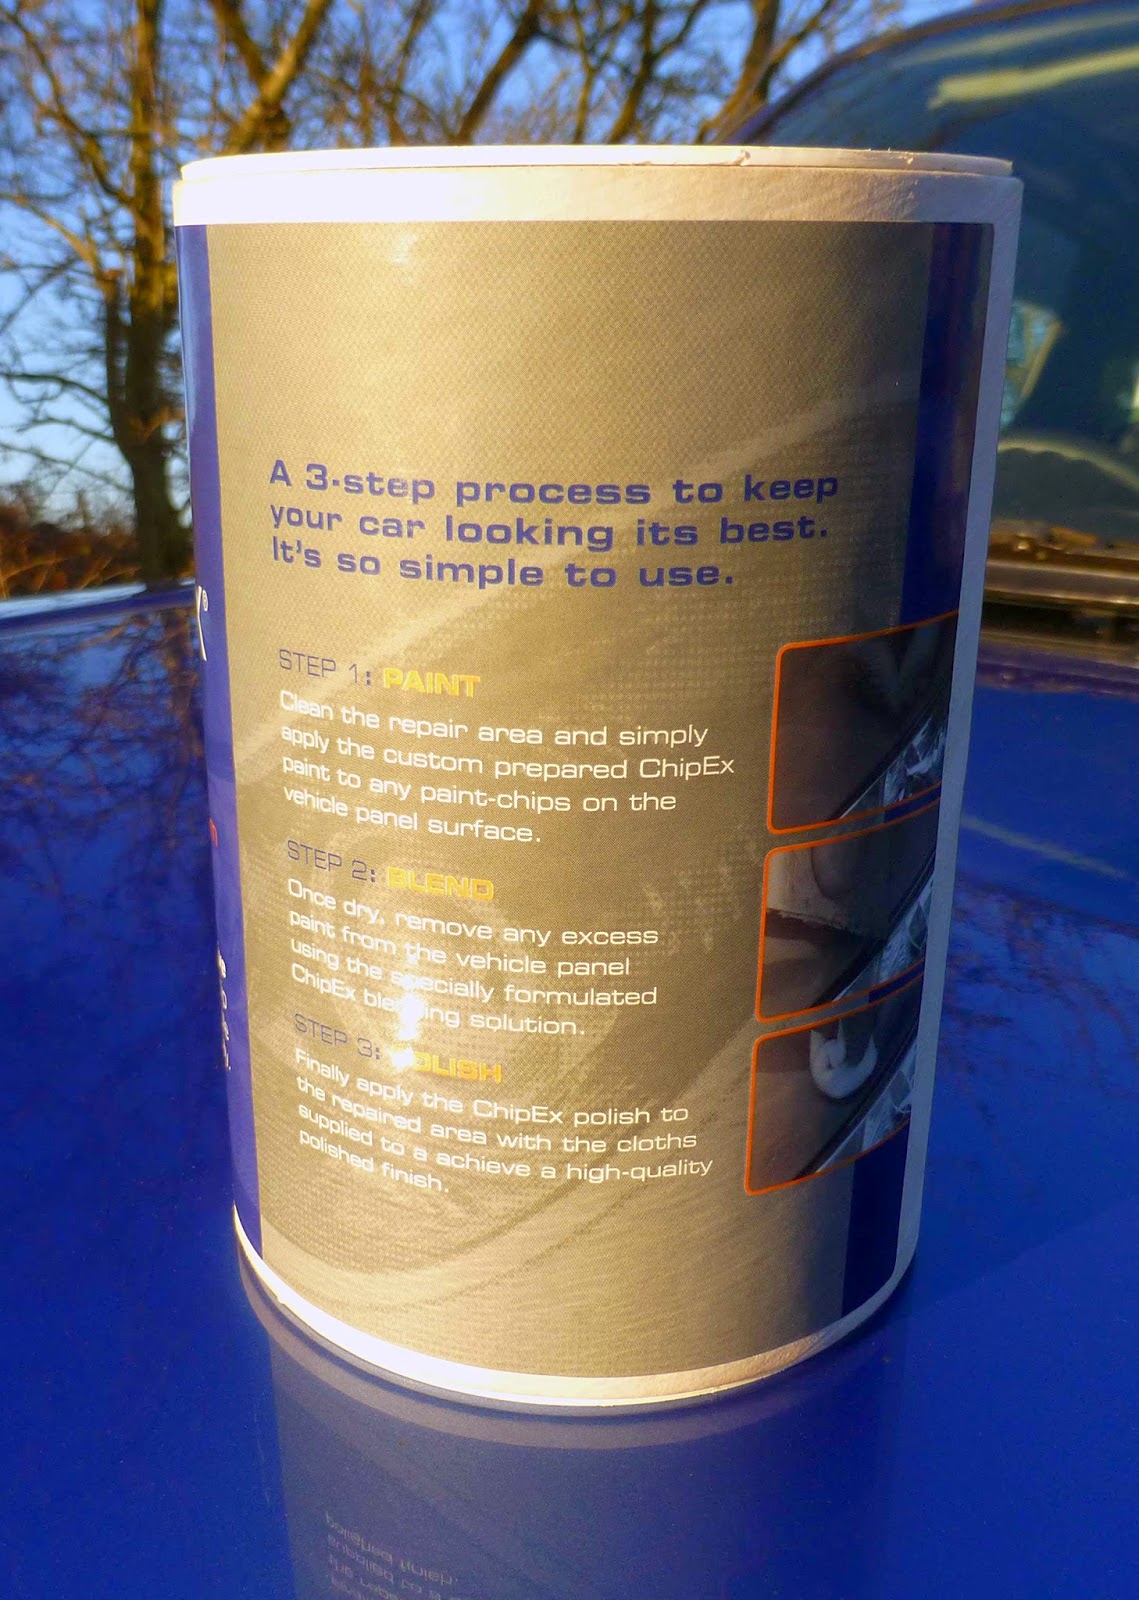 A 3-step process to keep
your car looking its best.
It's so simple to use.
STEP 1: PAINT
Clean the repair area and simply
apply the custom prepared ChipEx
paint to any paint-chips on the
vehicle panel surface.
STEP 2: BLEND
Once dry, remove any excess
paint from the vehicle panel
using the specially formulated
ChipEx blending solution.
STEP 3: POLISH
Finally apply the ChipEx polish to
the repaired area with the cloths
supplied to a achieve a high-quality
polished finish.